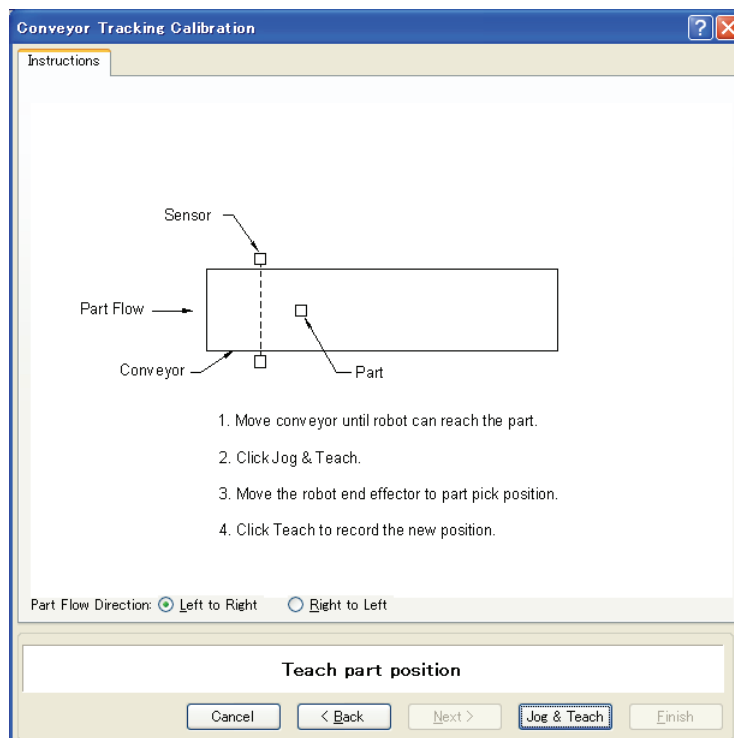 Conveyor Tracking Calibration
Instructions
Sensor
Part Flow
Conveyor
Part
1. Move conveyor until robot can reach the part.
2. Click Jog & Teach.
3. Move the robot end effector to part pick position.
4. Click Teach to record the new position.
Part Flow Direction: Left to Right Right to Left
Teach part position
Cancel < Back Next > Jog & Teach Finish